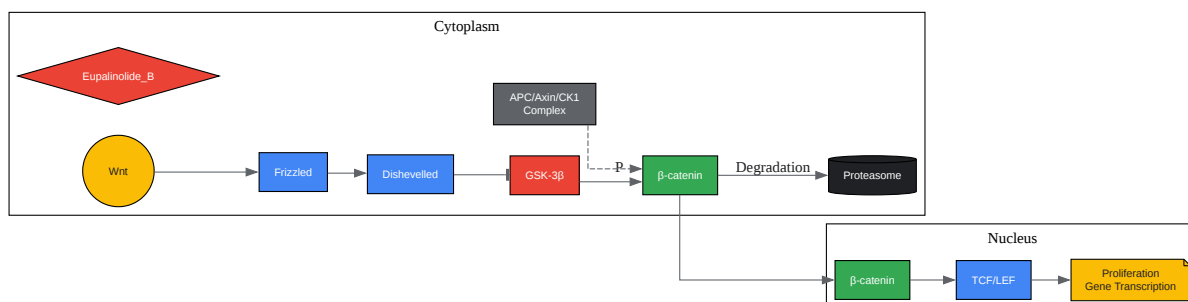 Cytoplasm
Eupalinolide_B
APC/Axin/CK1
Complex
Wnt
Frizzled
Dishevelled
GSK-3β
P
β-catenin
Degradation
Proteasome
Nucleus
β-catenin
TCF/LEF
Proliferation
Gene Transcription